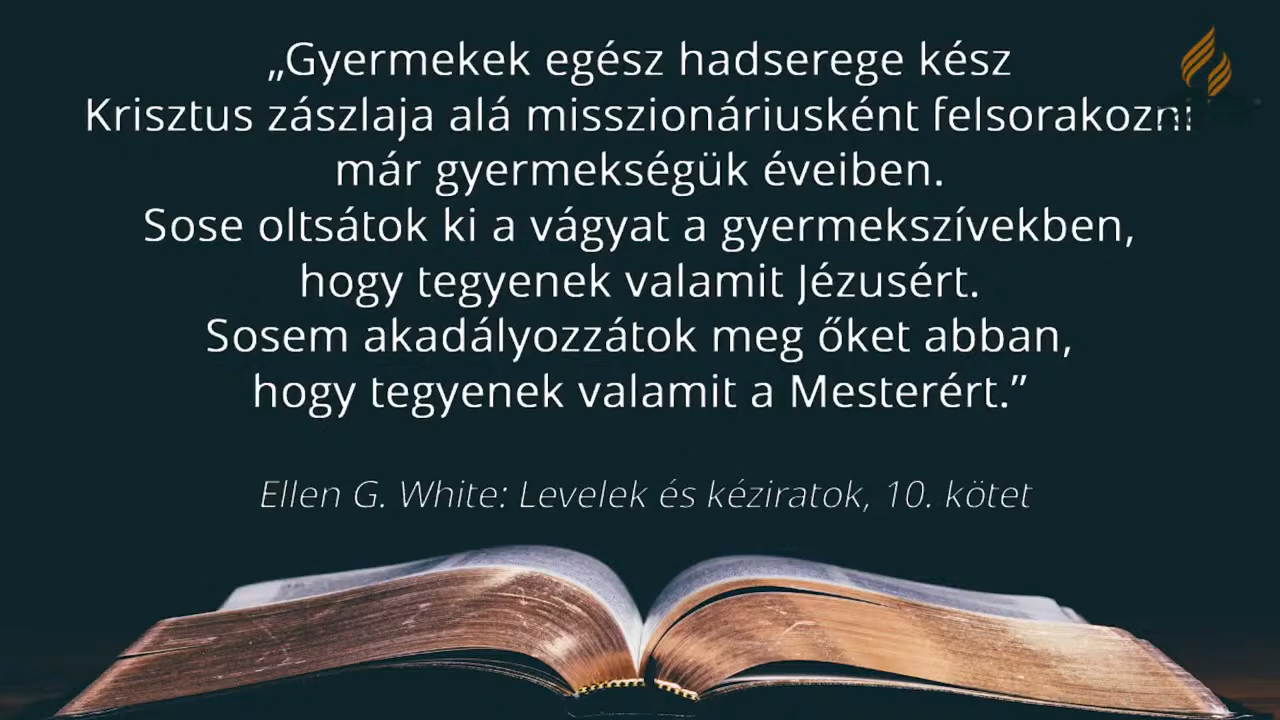 „Gyermekek egész hadserege kész
Krisztus zászlaja alá misszionáriusként felsorakozni
már gyermekségük éveiben.
Sose oltsátok ki a vágyat a gyermekszívekben,
hogy tegyenek valamit Jézusért.
Sosem akadályozzátok meg őket abban,
hogy tegyenek valamit a Mesterért.”
Ellen G. White: Levelek és kéziratok, 10. kötet